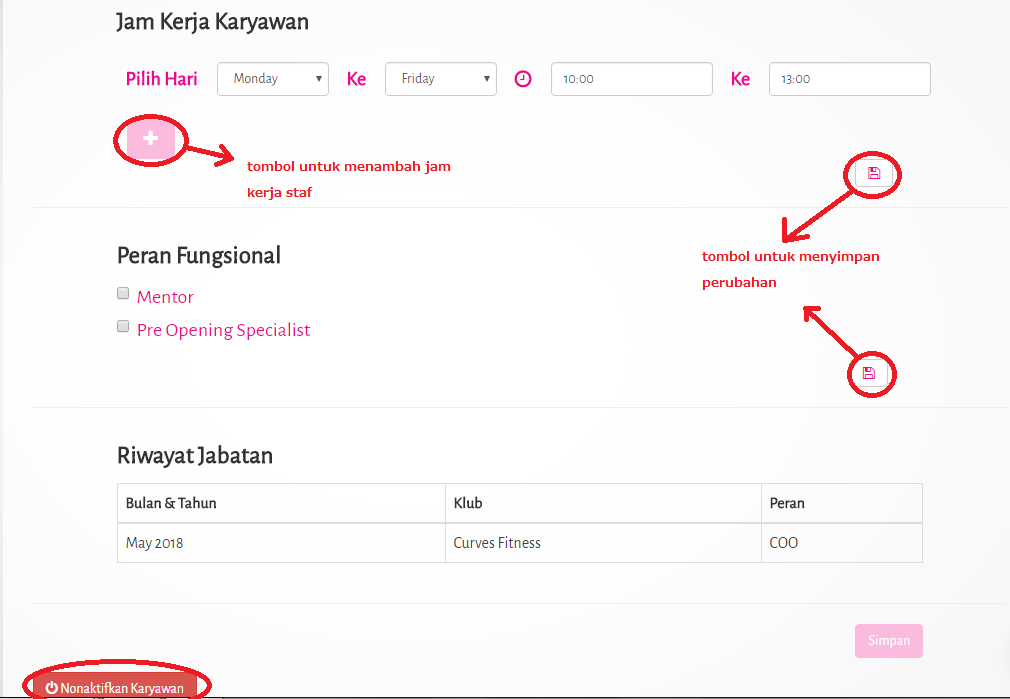 Jam Kerja Karyawan
Pilih Hari Monday Ke Friday 10:00 Ke 13:00
tombol untuk menambah jam
kerja staf
Peran Fungsional
tombol untuk menyimpan
perubahan
Mentor
Pre Opening Specialist
Riwayat Jabatan
Bulan & Tahun Klub Peran
May 2018 Curves Fitness COO
Simpan
Nonaktifkan Karyawan